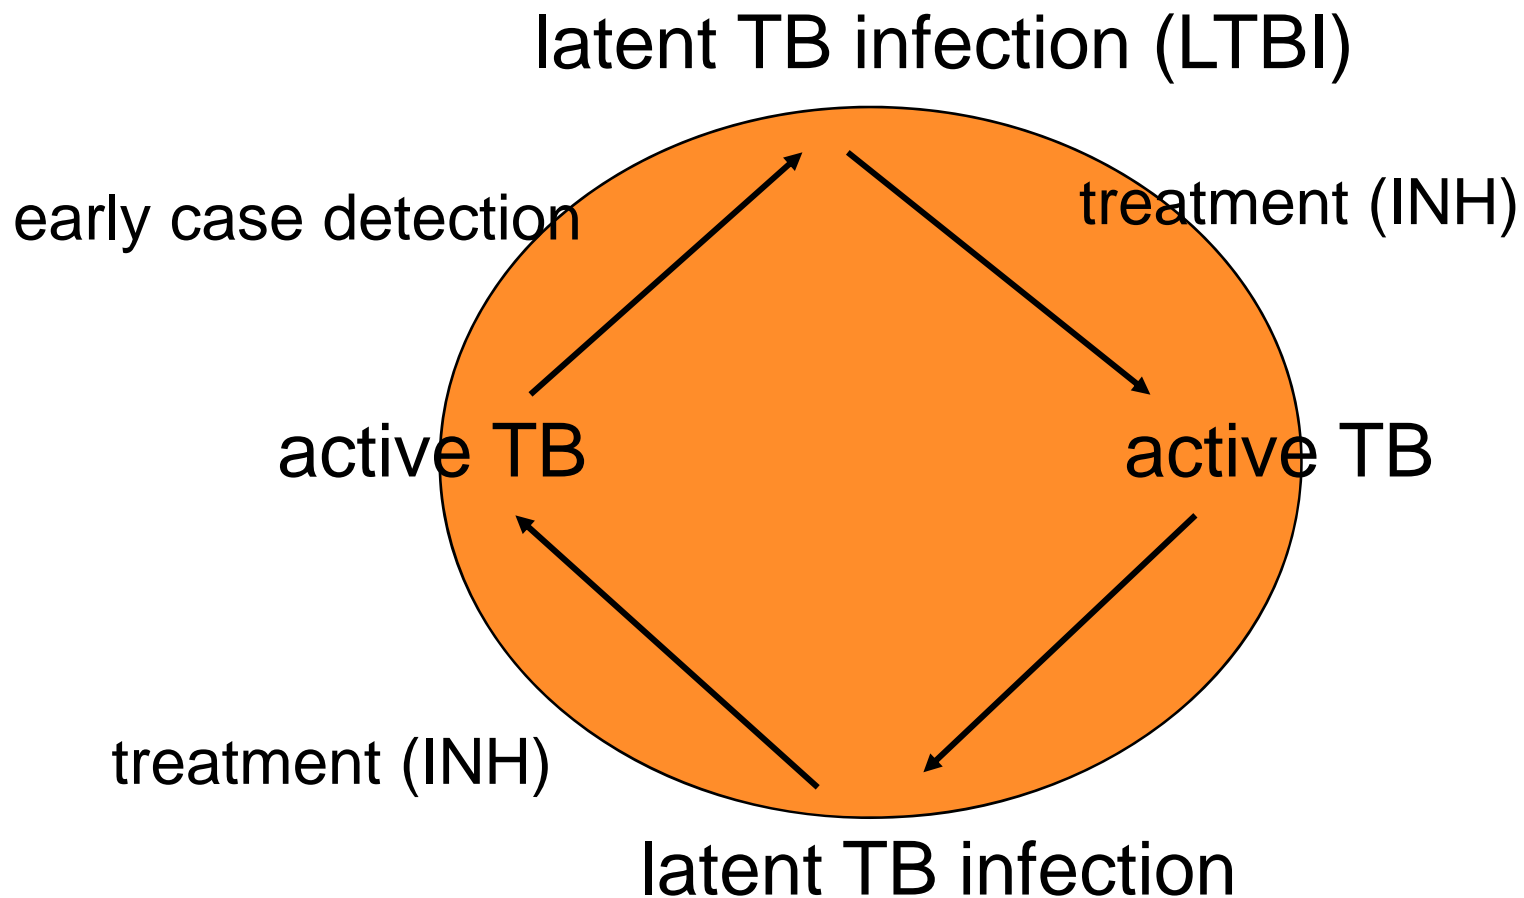 latent TB infection (LTBI)
early case detection
treatment (INH)
active TB
active TB
treatment (INH)
latent TB infection